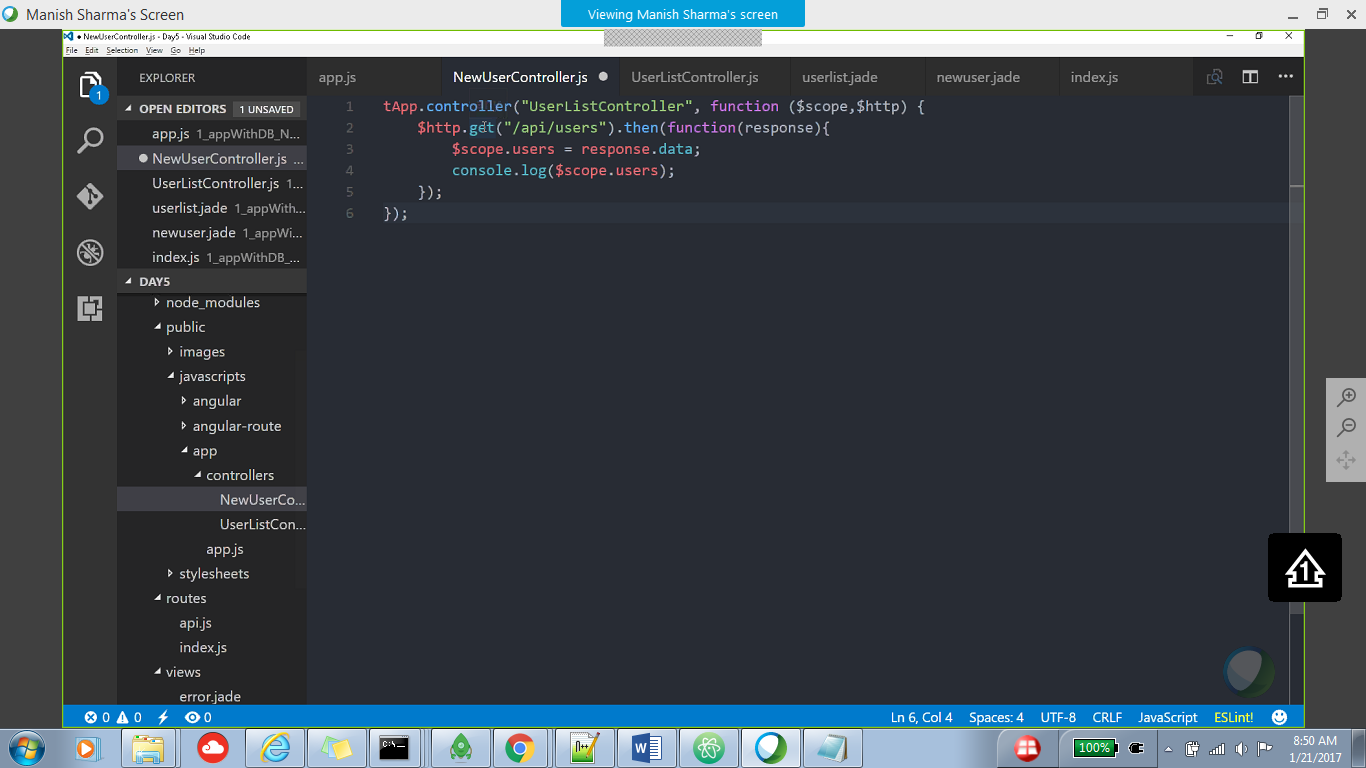 Manish Sharma's Screen
Viewing Manish Sharma's screen
● NewUserController.js - Day5 - Visual Studio Code
File Edit Selection View Go Help
EXPLORER
1
OPEN EDITORS 1 UNSAVED
app.js 1_appWithDB_N...
NewUserController.js ...
UserListController.js 1...
userlist.jade 1_appWith...
newuser.jade 1_appWi...
index.js 1_appWithDB_...
DAY5
node_modules
public
images
javascripts
angular
angular-route
app
controllers
NewUserCo...
UserListCon...
app.js
stylesheets
routes
api.js
index.js
views
error.jade
app.js NewUserController.js UserListController.js userlist.jade newuser.jade index.js
1 tApp.controller("UserListController", function ($scope,$http) {
2 $http.get("/api/users").then(function(response){
3 $scope.users = response.data;
4 console.log($scope.users);
5 });
6 });
1
0 0 0 Ln 6, Col 4 Spaces: 4 UTF-8 CRLF JavaScript ESLint!
100%
8:50 AM
1/21/2017